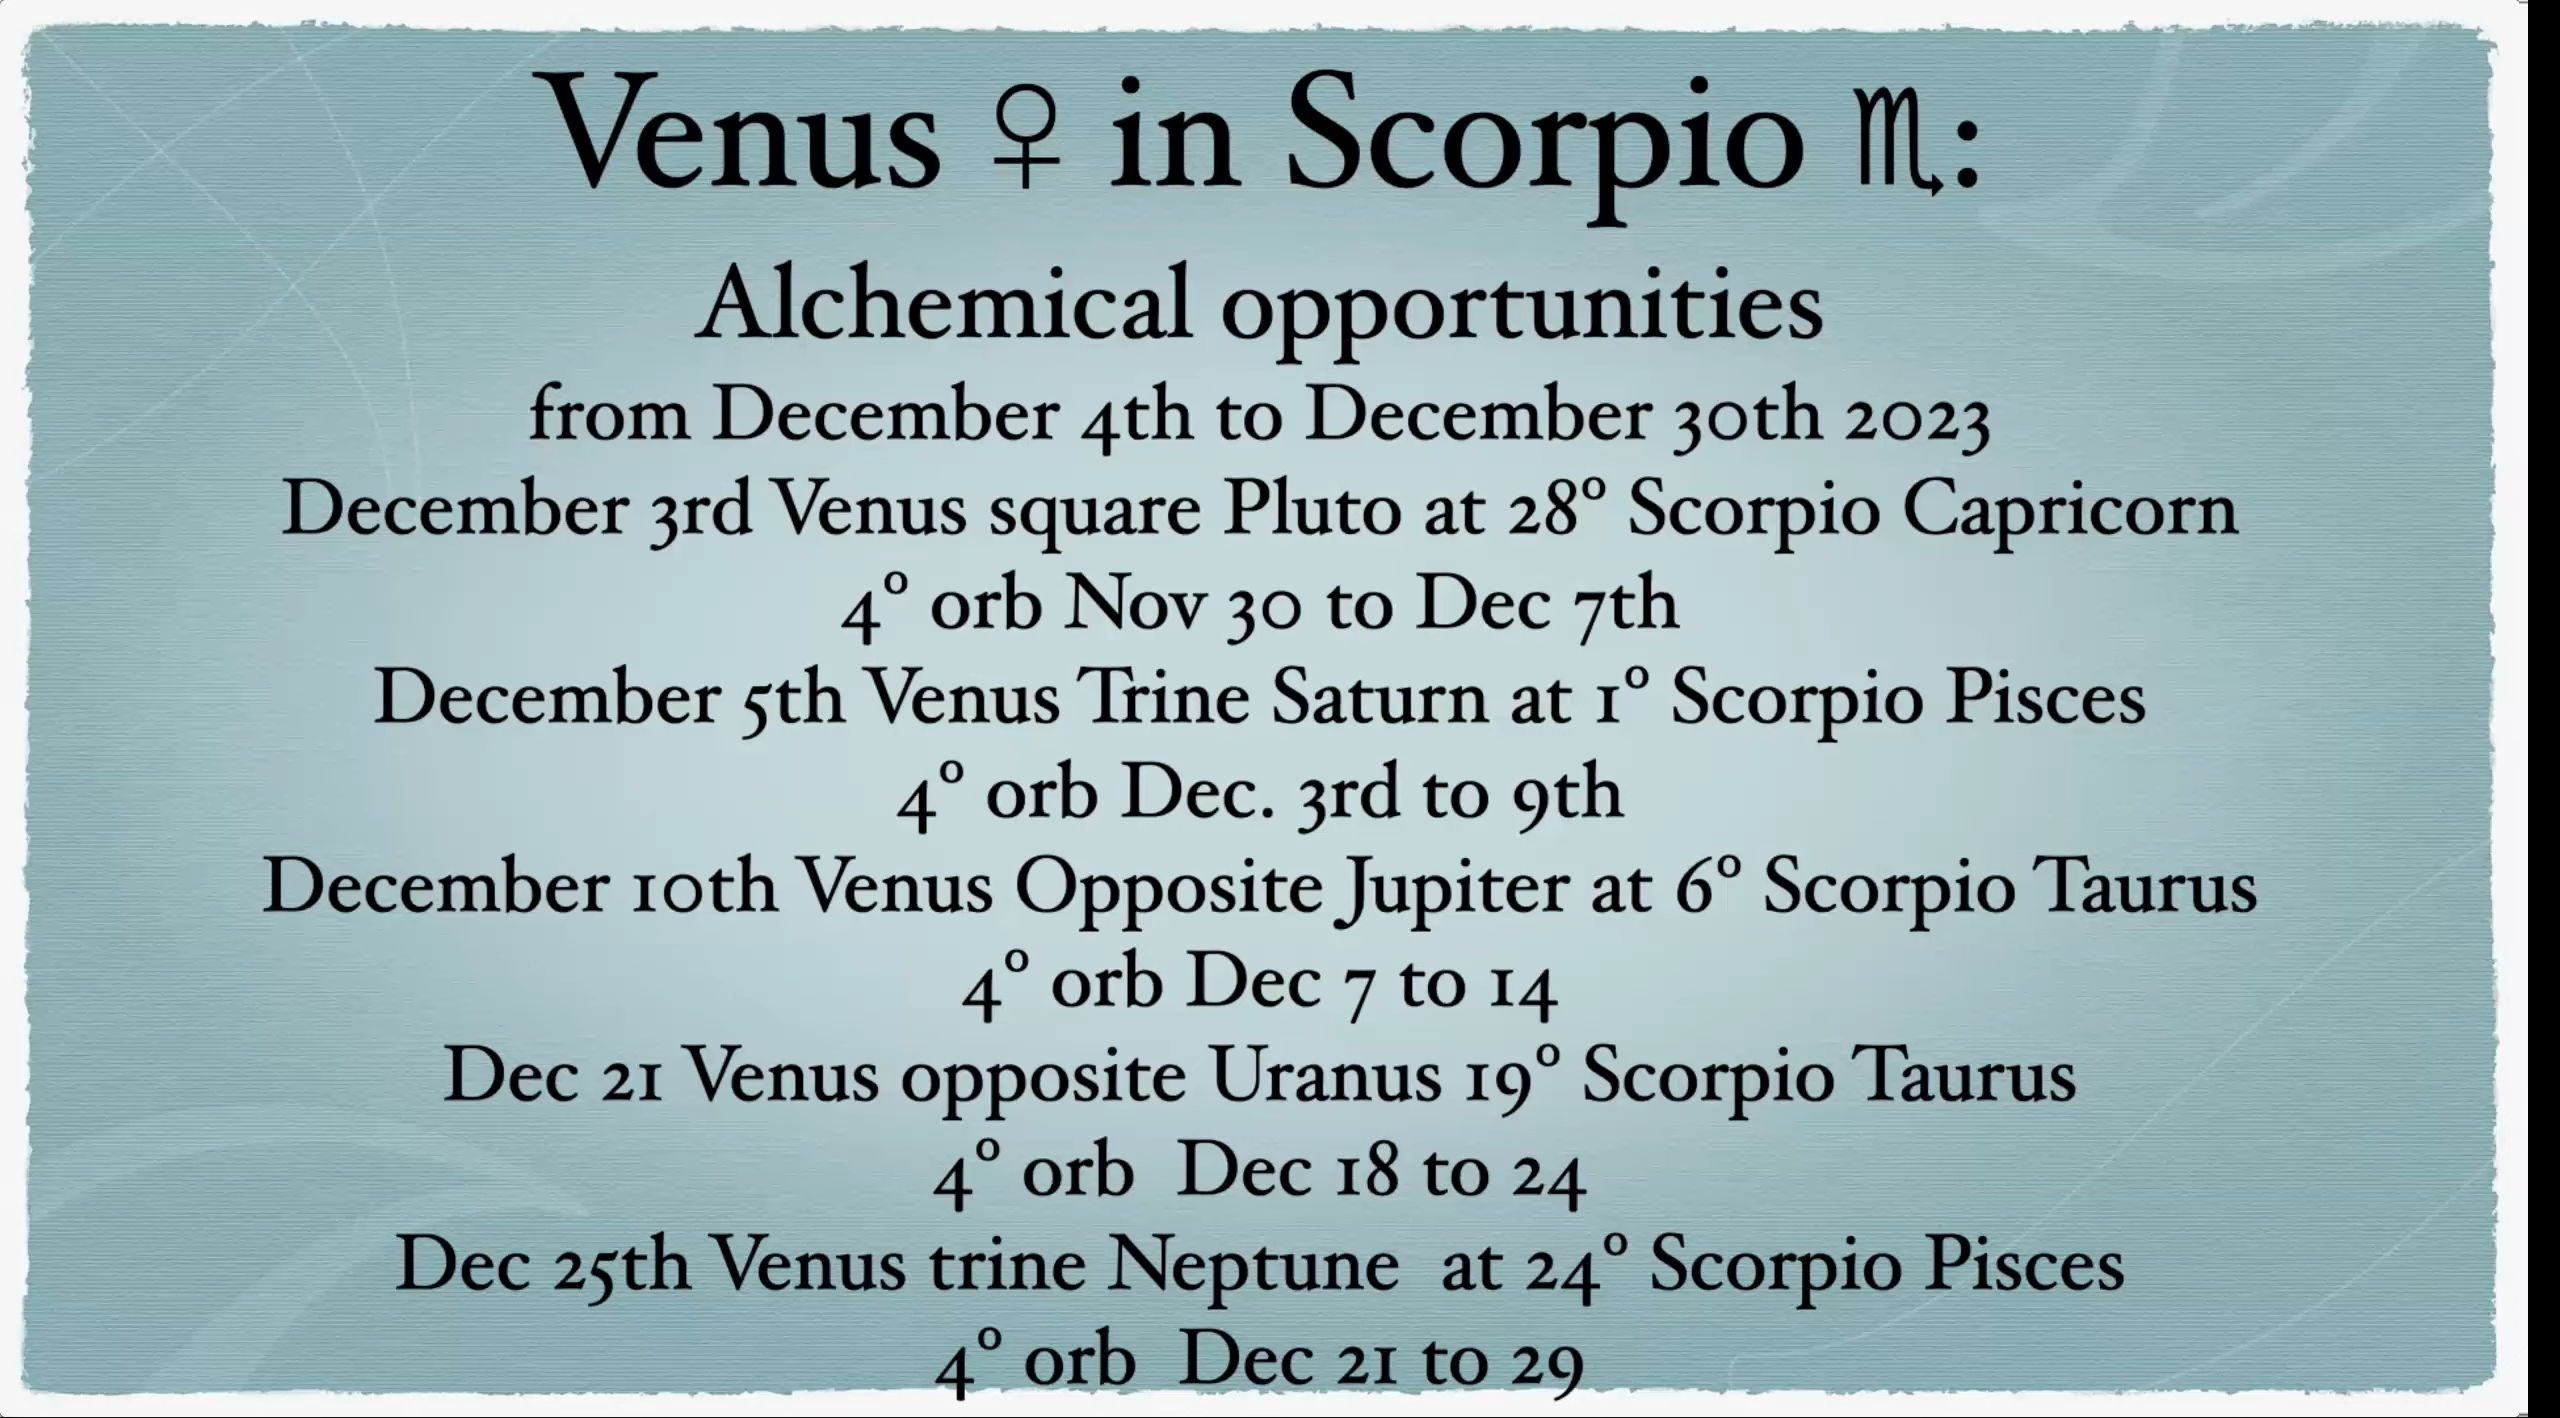 Venus ♀ in Scorpio ♏:
Alchemical opportunities
from December 4th to December 30th 2023
December 3rd Venus square Pluto at 28° Scorpio Capricorn
4° orb Nov 30 to Dec 7th
December 5th Venus Trine Saturn at 1° Scorpio Pisces
4° orb Dec. 3rd to 9th
December 10th Venus Opposite Jupiter at 6° Scorpio Taurus
4° orb Dec 7 to 14
Dec 21 Venus opposite Uranus 19° Scorpio Taurus
4° orb  Dec 18 to 24
Dec 25th Venus trine Neptune  at 24° Scorpio Pisces
4° orb  Dec 21 to 29